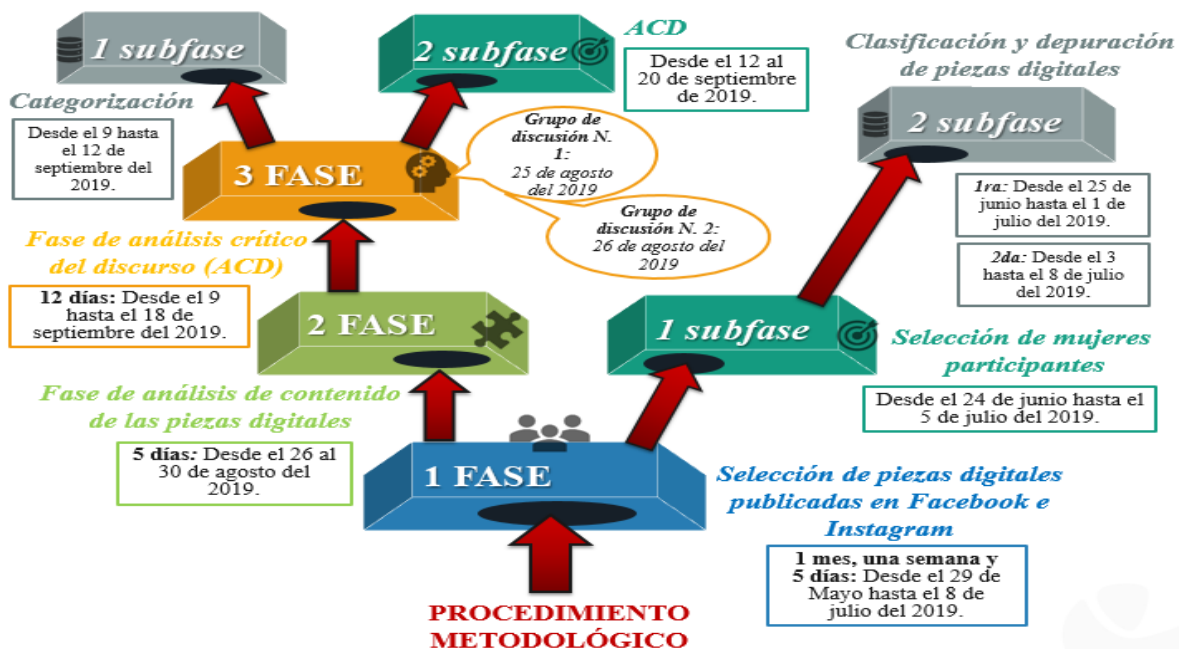 1 subfase
Categorización
Desde el 9 hasta
el 12 de
septiembre del
2019.
2 subfase
ACD
Desde el 12 al
20 de septiembre
de 2019.
Clasificación y depuración
de piezas digitales
2 subfase
1ra: Desde el 25 de
junio hasta el 1 de
julio del 2019.
2da: Desde el 3
hasta el 8 de julio
del 2019.
Grupo de
discusión N.
1:
25 de agosto
del 2019
Grupo de
discusión N. 2:
26 de agosto del
2019
3 FASE
Fase de análisis crítico
del discurso (ACD)
12 días: Desde el 9
hasta el 18 de
septiembre del 2019.
2 FASE
Fase de análisis de contenido
de las piezas digitales
5 días: Desde el 26 al
30 de agosto del
2019.
1 subfase
Selección de mujeres
participantes
Desde el 24 de junio hasta el
5 de julio del 2019.
1 FASE
Selección de piezas digitales
publicadas en Facebook e
Instagram
1 mes, una semana y
5 días: Desde el 29 de
Mayo hasta el 8 de
julio del 2019.
PROCEDIMIENTO
METODOLÓGICO